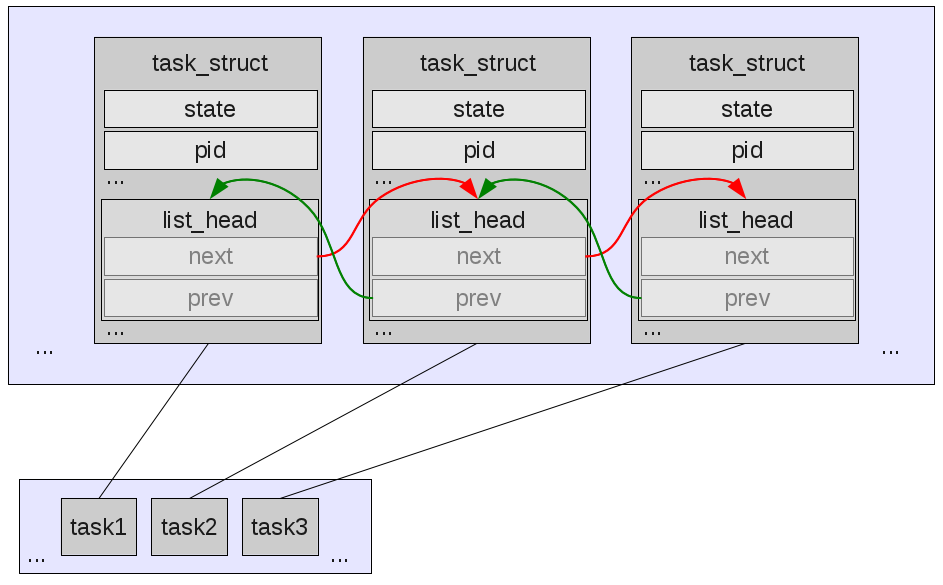 task_struct task_struct task_struct
state state state
pid pid pid
... ... ...
list_head list_head list_head
next next next
prev prev prev
... ... ...
... ...
task1 task2 task3
... ...